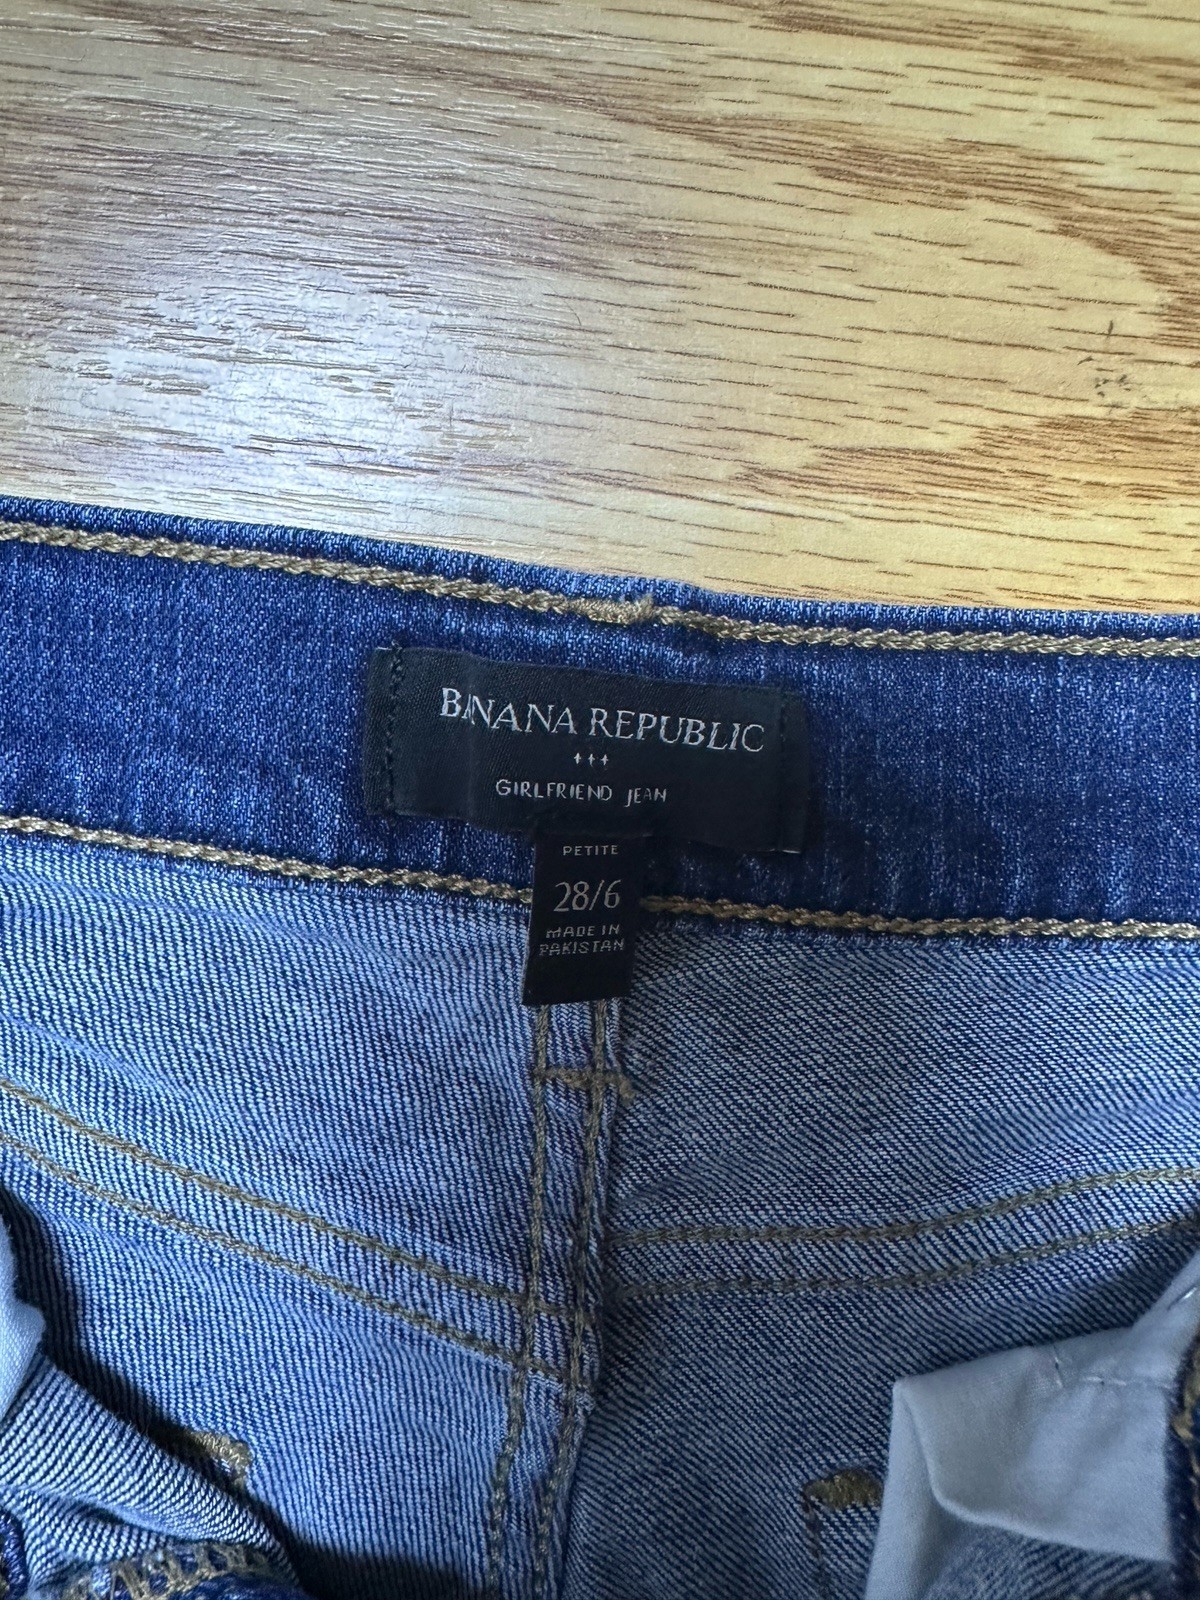 BANANA REPUBLIC
GIRLFRIEND JEAN
PETITE
28/6
MADE IN
PAKISTAN